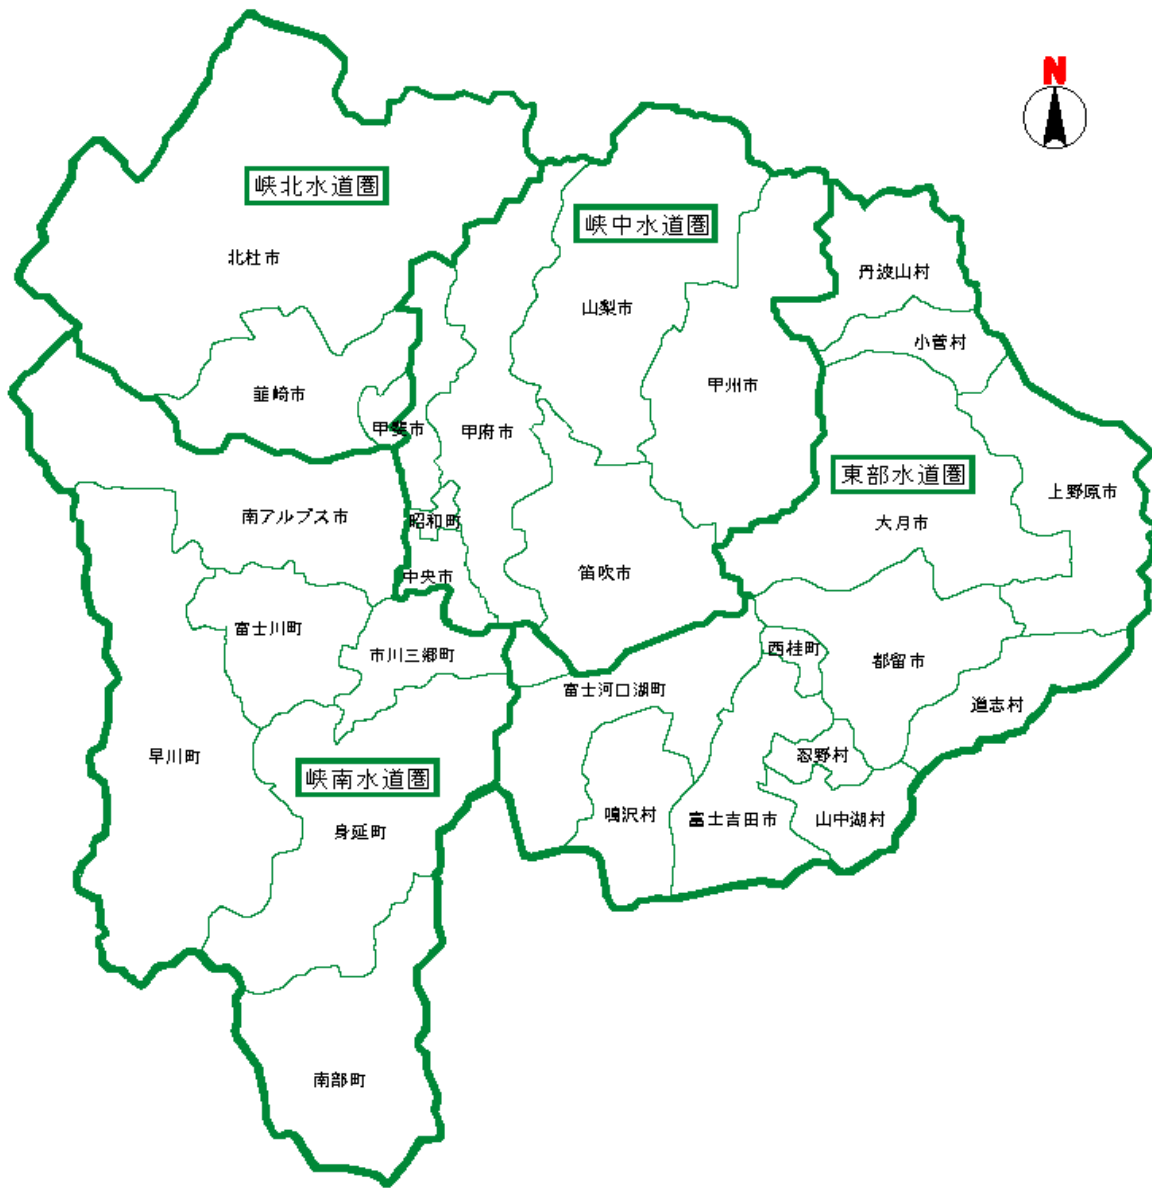 N
峡北水道圏
峡中水道圏
北杜市
丹波山村
山梨市
小菅村
韮崎市
甲州市
甲斐市
甲府市
東部水道圏
上野原市
南アルプス市
昭和町
大月市
中央市
笛吹市
富士川町
市川三郷町
西桂町
都留市
富士河口湖町
道志村
早川町
忍野村
峡南水道圏
鳴沢村
富士吉田市
山中湖村
身延町
南部町